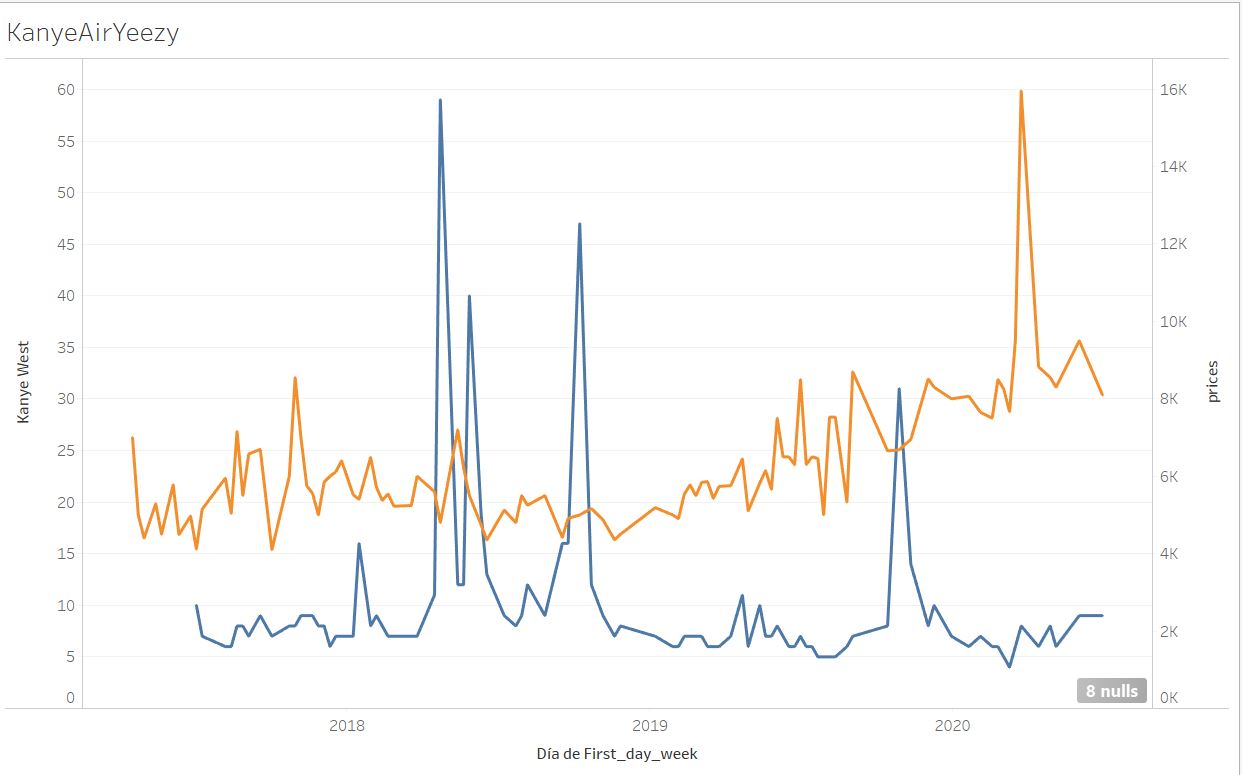 KanyeAirYeezy
60
55
50
45
40
35
30
25
20
15
10
5
0
Kanye West
16K
14K
12K
10K
8K
6K
4K
2K
0K
prices
8 nulls
2018 2019 2020
Día de First_day_week